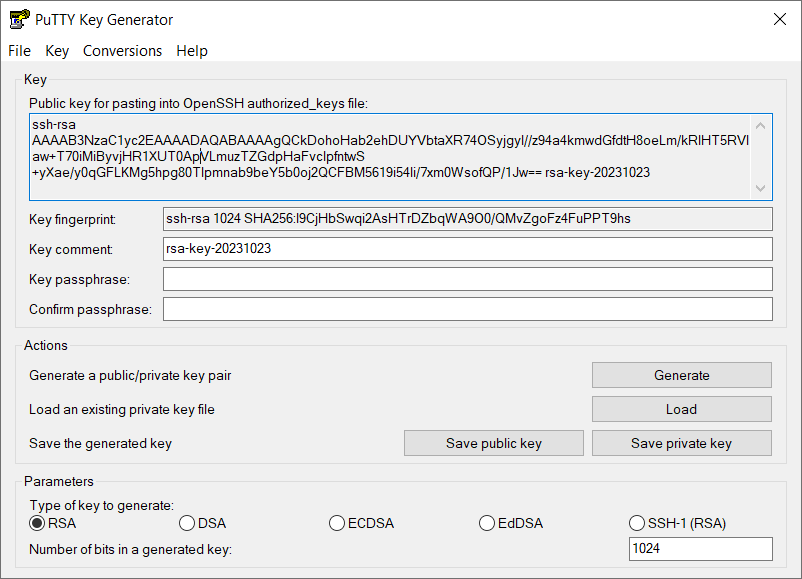 PuTTY Key Generator
File Key Conversions Help
Key
Public key for pasting into OpenSSH authorized_keys file:
ssh-rsa
AAAAB3NzaC1yc2EAAAADAQABAAAAgQCkDohoHab2ehDUYVbtaXR74OSyjgyl//z94a4kmwdGfdtH8oeLm/kRlHT5RVl
aw+T70iMiByvjHR1XUT0ApVLmuzTZGdpHaFvclpfntwS
+yXae/y0qGFLKMg5hpg80TlpmnabMbeY5b0oj2QCFBM5619i54li/7xm0WsofQP/1Jw== rsa-key-20231023
Key fingerprint: ssh-rsa 1024 SHA256:l9CjHbSwqi2AsHTrDZbqWA9O0/QMvZgoFz4FuPPT9hs
Key comment: rsa-key-20231023
Key passphrase:
Confirm passphrase:
Actions
Generate a public/private key pair Generate
Load an existing private key file Load
Save the generated key Save public key Save private key
Parameters
Type of key to generate:
RSA DSA ECDSA EdDSA SSH-1 (RSA)
Number of bits in a generated key: 1024